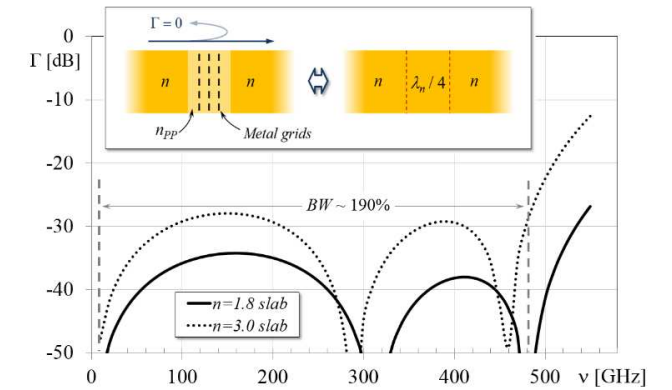 Γ = 0
n
n
n_PP
Metal grids
n
λ_n / 4
n
Γ [dB]
0
-10
-20
-30
-40
-50
BW ~ 190%
n=1.8 slab
n=3.0 slab
0
100
200
300
400
500
ν [GHz]